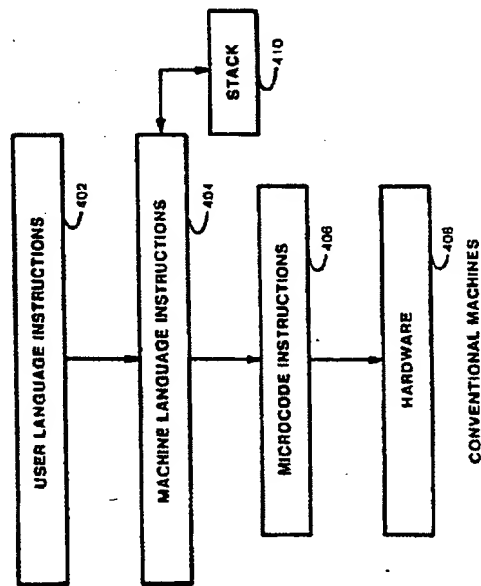 USER LANGUAGE INSTRUCTIONS
402
MACHINE LANGUAGE INSTRUCTIONS
404
STACK
410
MICROCODE INSTRUCTIONS
406
HARDWARE
408
CONVENTIONAL MACHINES